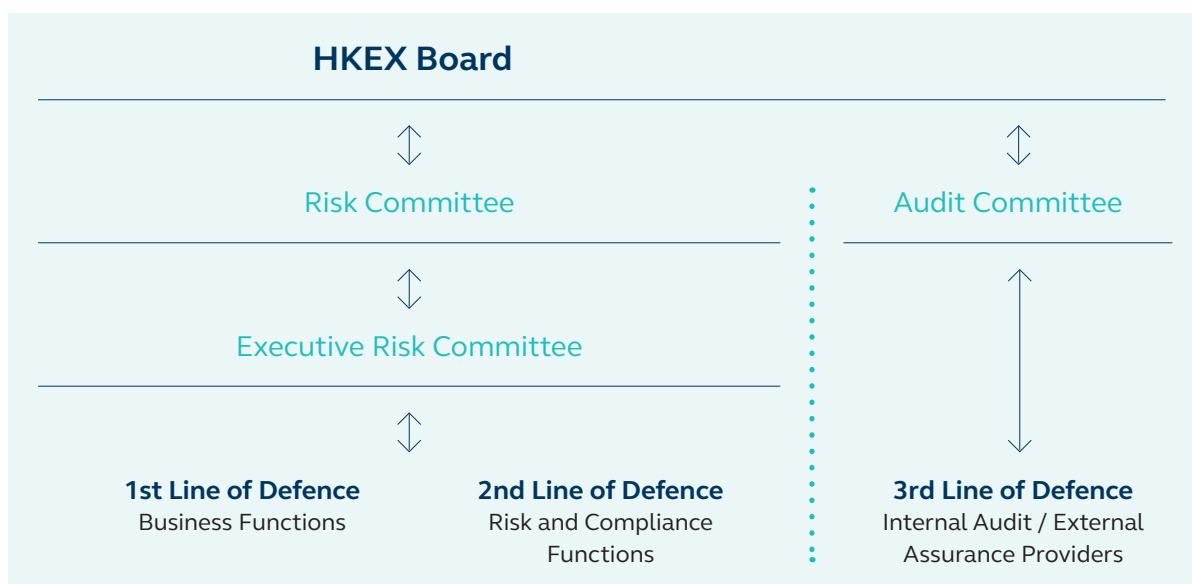 HKEX Board
Risk Committee
Audit Committee
Executive Risk Committee
1st Line of Defence
Business Functions
2nd Line of Defence
Risk and Compliance
Functions
3rd Line of Defence
Internal Audit / External
Assurance Providers